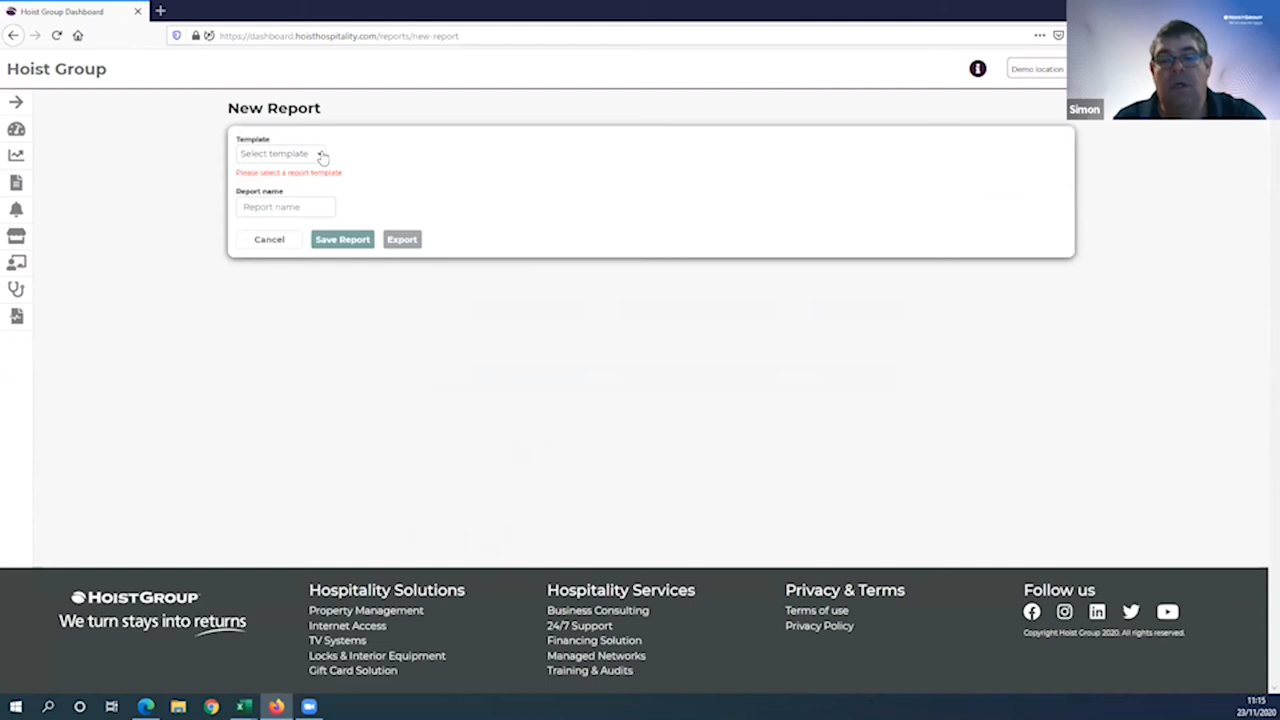 Hoist Group Dashboard
https://dashboard.hoisthospitality.com/reports/new-report
HOISTGROUP
Hoist Group
Demo location
Simon
New Report
Template
Select template
Please select a report template
Report name
Report name
Cancel
Save Report
Export
HOISTGROUP
We turn stays into returns
Hospitality Solutions
Property Management
Internet Access
TV Systems
Locks & Interior Equipment
Gift Card Solution
Hospitality Services
Business Consulting
24/7 Support
Financing Solution
Managed Networks
Training & Audits
Privacy & Terms
Terms of use
Privacy Policy
Follow us
Copyright Hoist Group 2020. All rights reserved.
11:15
23/11/2020